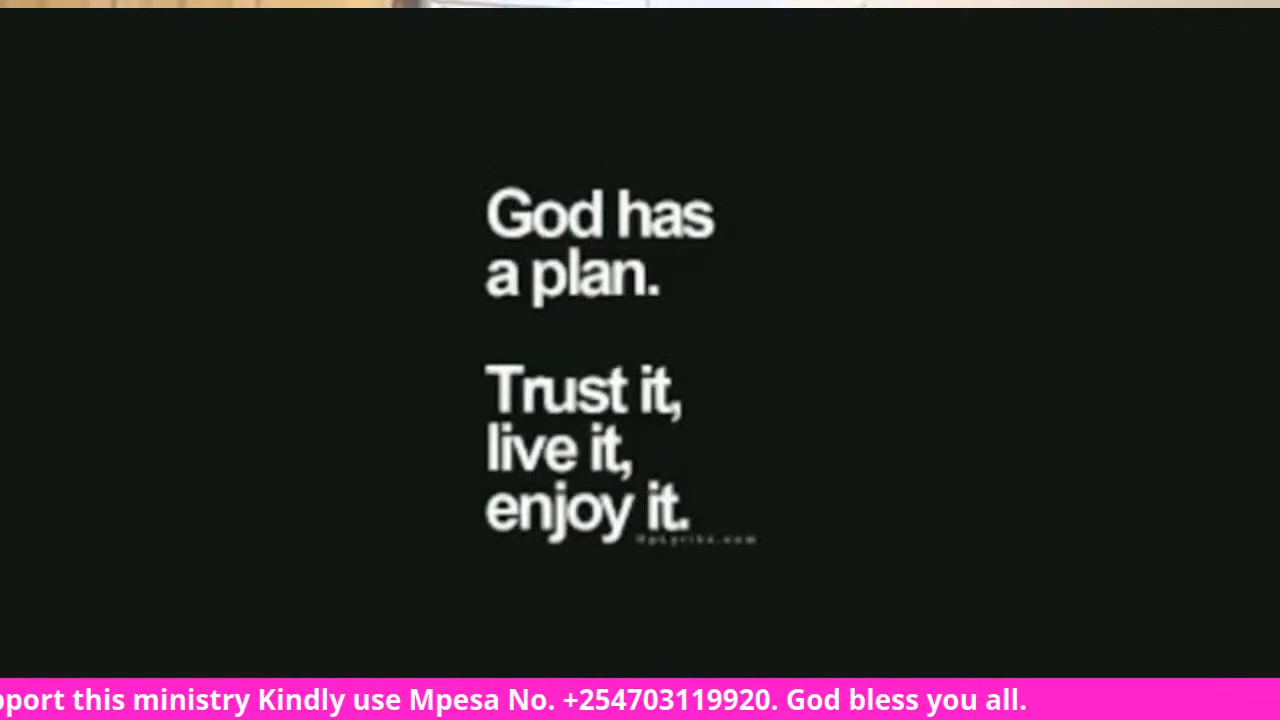 God has
a plan.
Trust it,
live it,
enjoy it.
pport this ministry Kindly use Mpesa No. +254703119920. God bless you all.